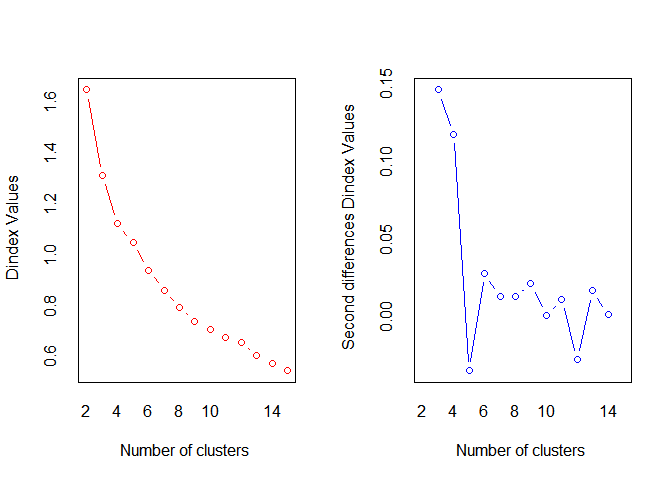 Dindex Values
1.6
1.4
1.2
1.0
0.8
0.6
2 4 6 8 10 14
Number of clusters
Second differences Dindex Values
0.15
0.10
0.05
0.00
2 4 6 8 10 14
Number of clusters